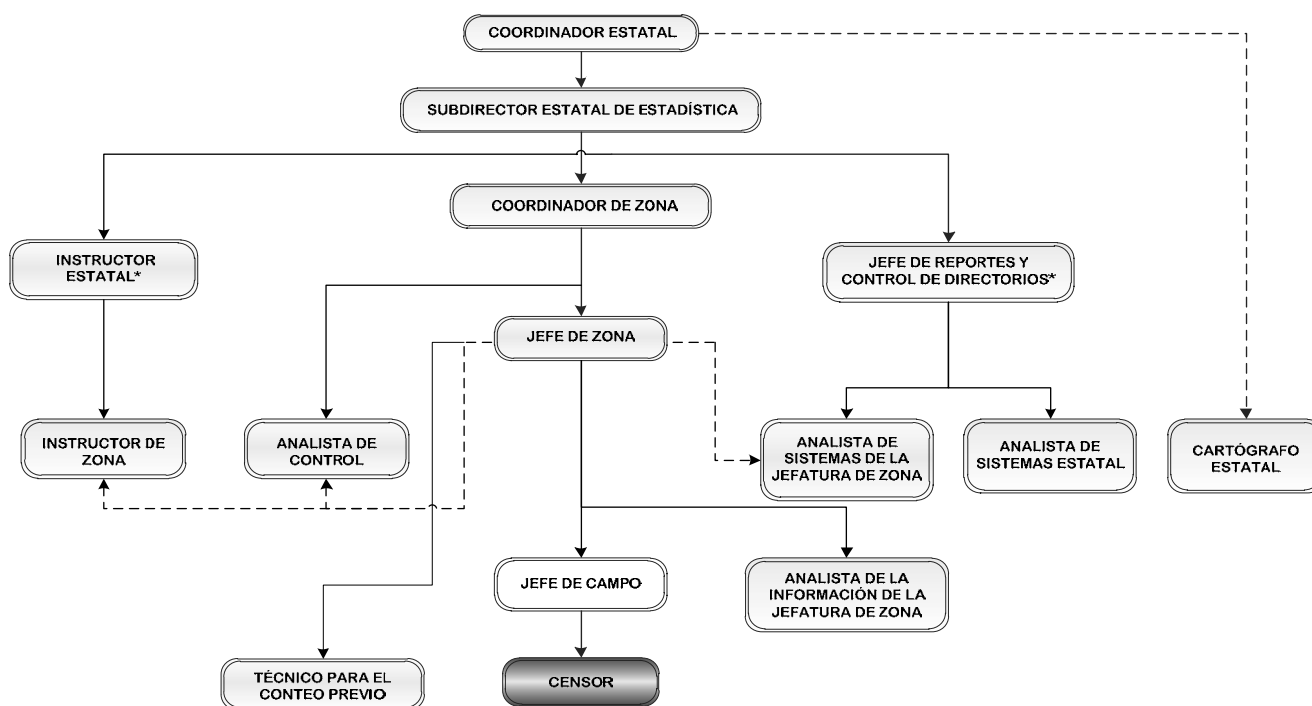 COORDINADOR ESTATAL
SUBDIRECTOR ESTATAL DE ESTADÍSTICA
COORDINADOR DE ZONA
INSTRUCTOR
ESTATAL*
JEFE DE REPORTES Y
CONTROL DE DIRECTORIOS*
JEFE DE ZONA
INSTRUCTOR DE
ZONA
ANALISTA DE
CONTROL
ANALISTA DE
SISTEMAS DE LA
JEFATURA DE ZONA
ANALISTA DE
SISTEMAS ESTATAL
CARTÓGRAFO
ESTATAL
JEFE DE CAMPO
ANALISTA DE LA
INFORMACIÓN DE LA
JEFATURA DE ZONA
TÉCNICO PARA EL
CONTEO PREVIO
CENSOR